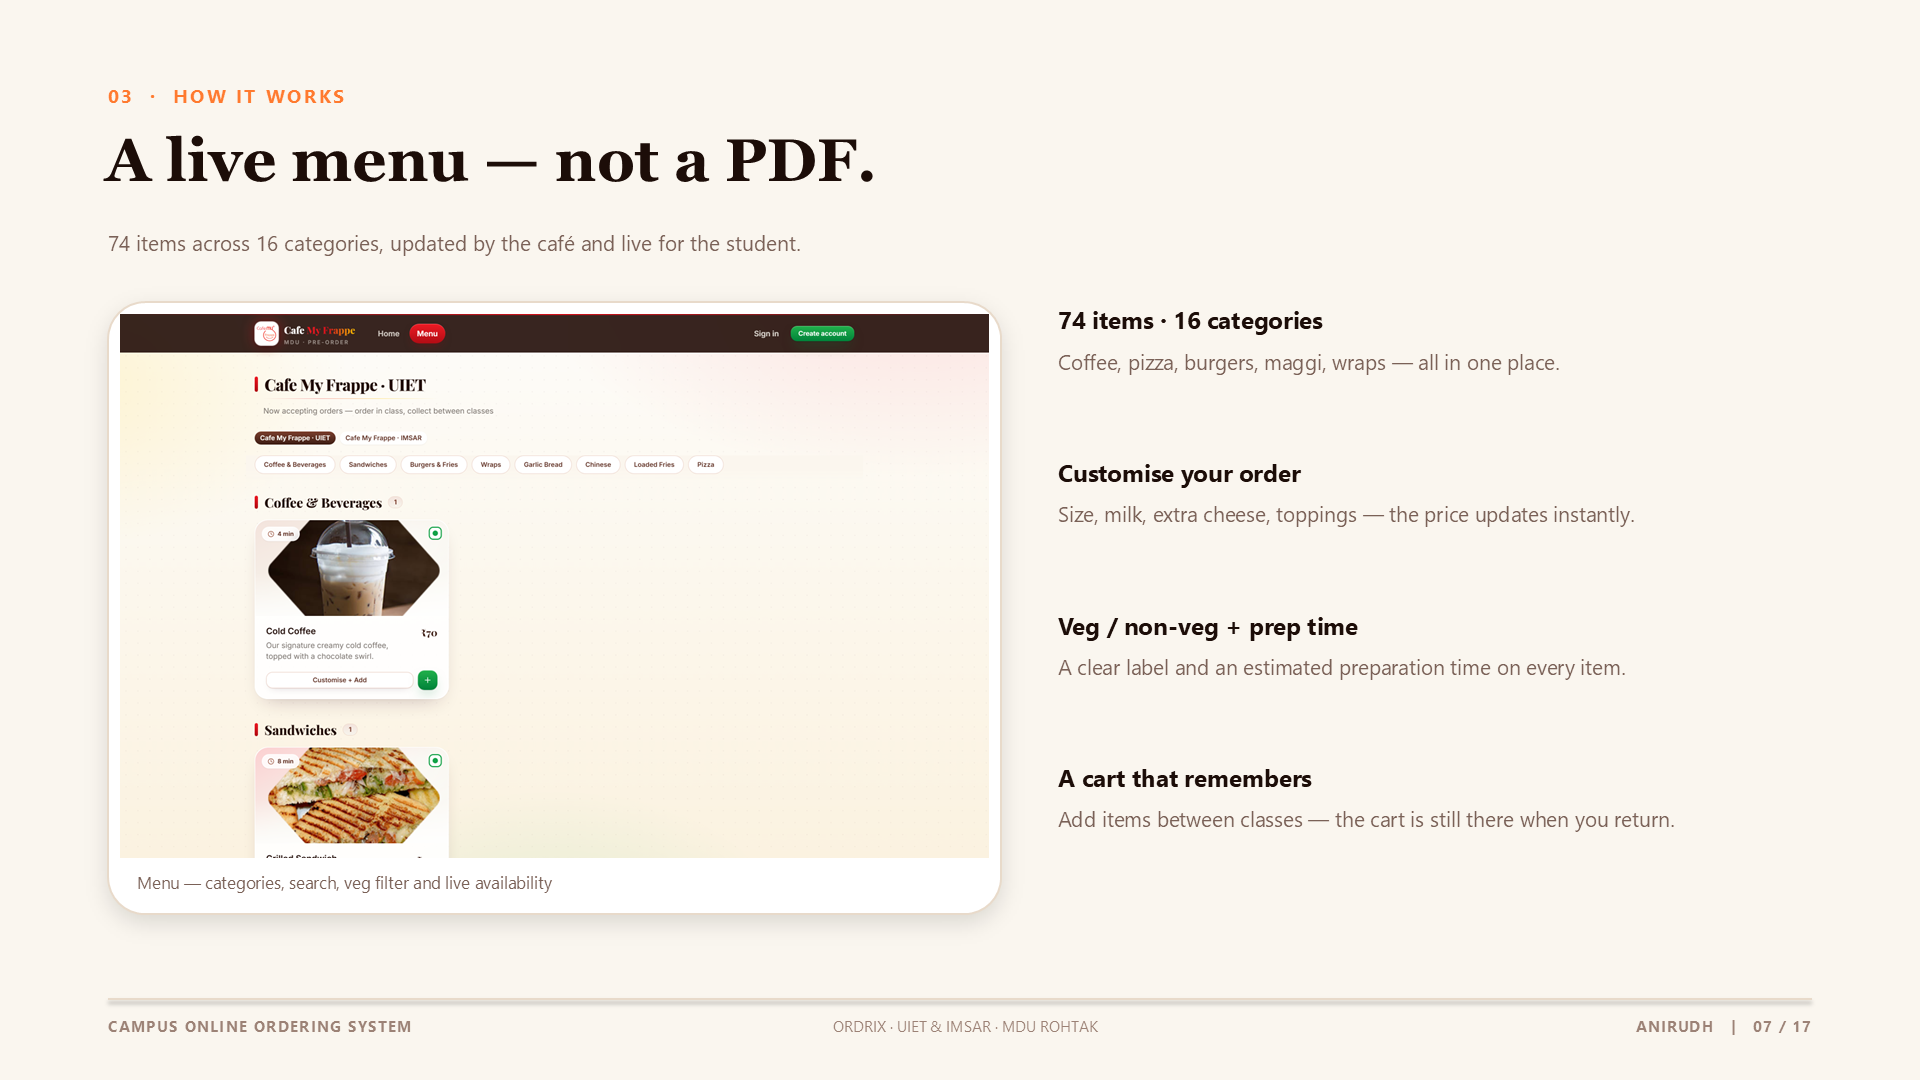 03 · HOW IT WORKS
A live menu — not a PDF.
74 items across 16 categories, updated by the café and live for the student.
Cafe My Frappe
MDU · PRE-ORDER
Home
Menu
Sign in
Create account
Cafe My Frappe · UIET
Now accepting orders — order in class, collect between classes
Cafe My Frappe · UIET
Cafe My Frappe · IMSAR
Coffee & Beverages
Sandwiches
Burgers & Fries
Wraps
Garlic Bread
Chinese
Loaded Fries
Pizza
Coffee & Beverages 1
4 min
Cold Coffee
₹70
Our signature creamy cold coffee,
topped with a chocolate swirl.
Customise + Add
+
Sandwiches 1
8 min
Grilled Sandwich
Menu — categories, search, veg filter and live availability
74 items · 16 categories
Coffee, pizza, burgers, maggi, wraps — all in one place.
Customise your order
Size, milk, extra cheese, toppings — the price updates instantly.
Veg / non-veg + prep time
A clear label and an estimated preparation time on every item.
A cart that remembers
Add items between classes — the cart is still there when you return.
CAMPUS ONLINE ORDERING SYSTEM
ORDRIX · UIET & IMSAR · MDU ROHTAK
ANIRUDH | 07 / 17